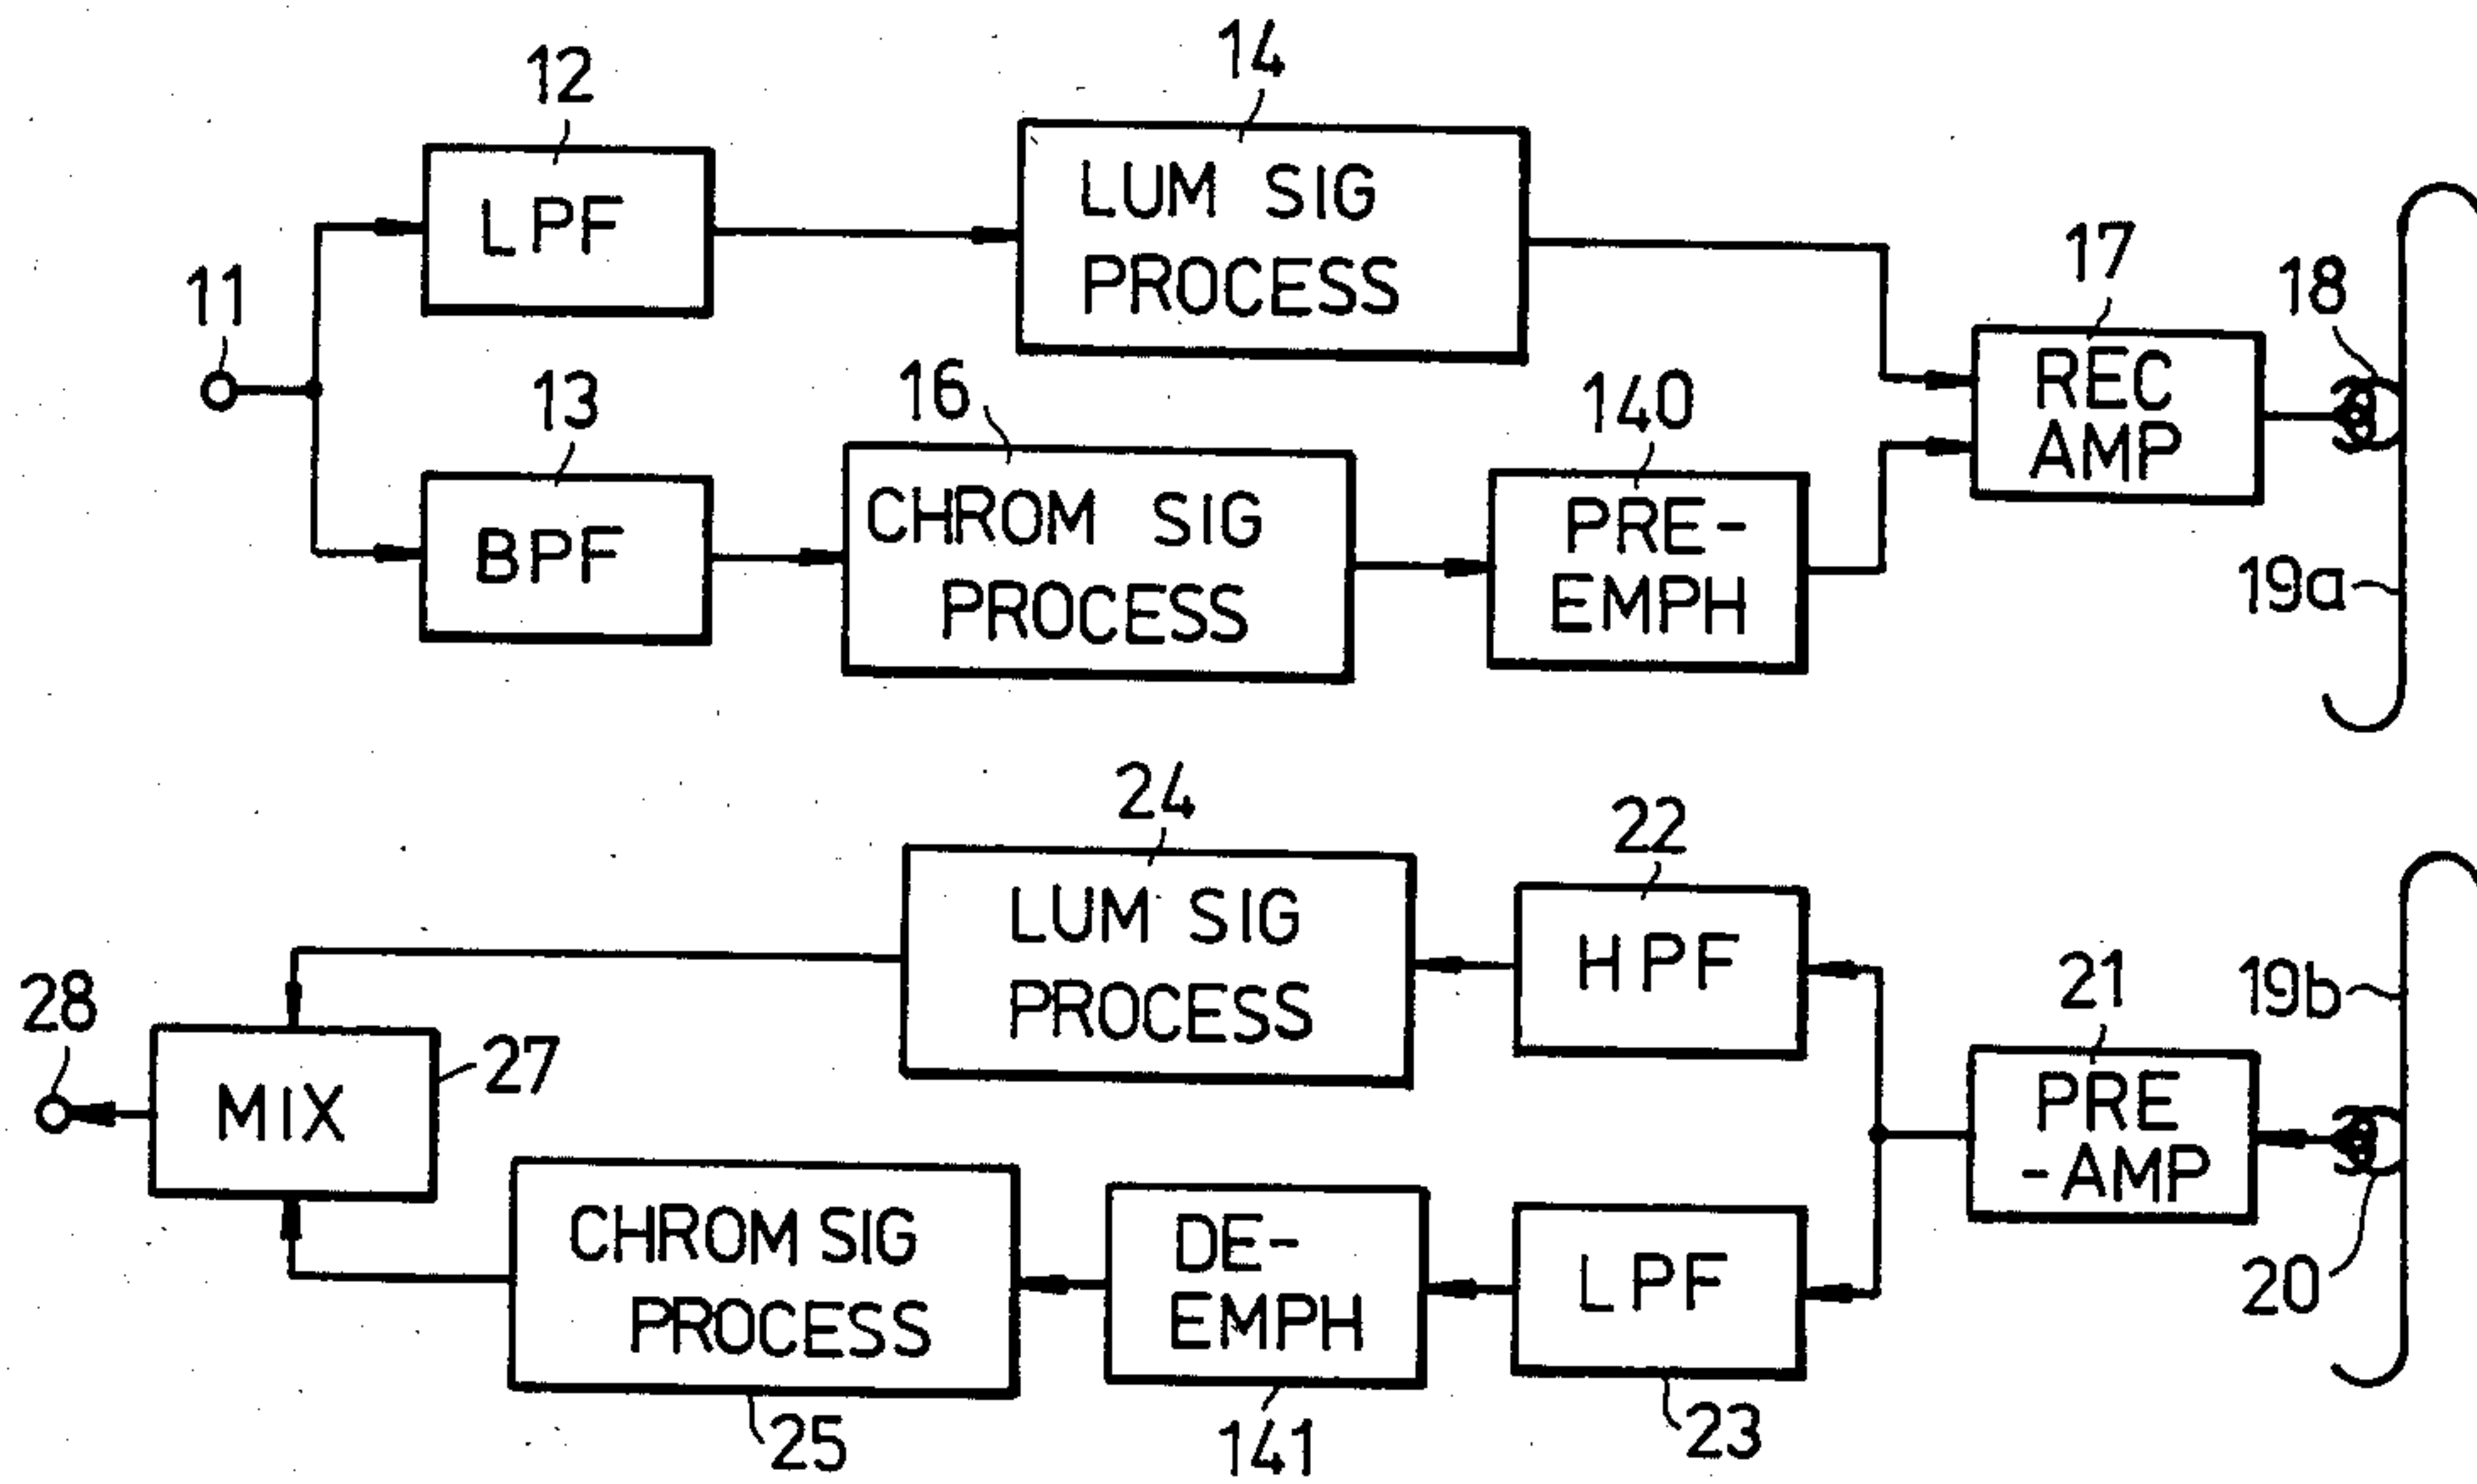 12
14
LPF
LUM SIG
PROCESS
11
17
18
13
16
140
REC
AMP
BPF
CHROM SIG
PROCESS
PRE-
EMPH
19a
24
22
LUM SIG
PROCESS
HPF
28
27
21
19b
MIX
PRE
-AMP
CHROM SIG
PROCESS
DE-
EMPH
LPF
20
25
141
23